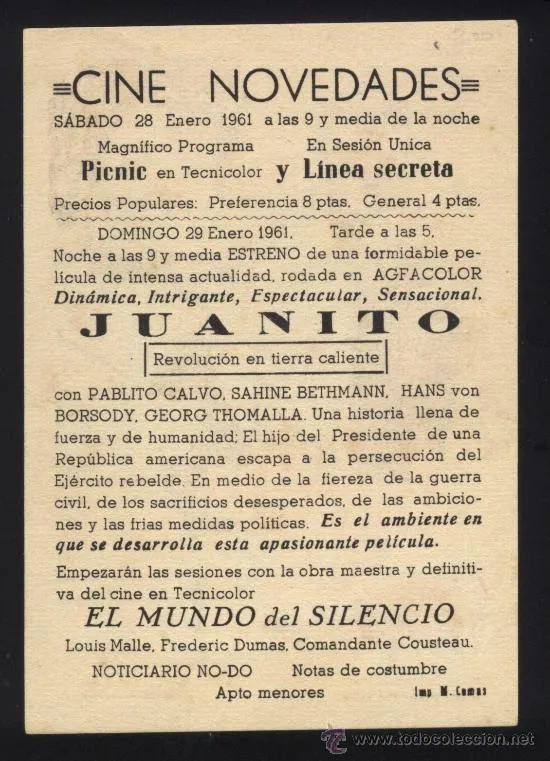 CINE NOVEDADES
SÁBADO 28 Enero 1961 a las 9 y media de la noche
Magnífico Programa En Sesión Unica
Picnic en Tecnicolor y Línea secreta
Precios Populares: Preferencia 8 ptas. General 4 ptas.
DOMINGO 29 Enero 1961. Tarde a las 5.
Noche a las 9 y media ESTRENO de una formidable pe-
lícula de intensa actualidad, rodada en AGFACOLOR
Dinámica, Intrigante, Espectacular, Sensacional.
JUANITO
Revolución en tierra caliente
con PABLITO CALVO, SAHINE BETHMANN, HANS von
BORSODY, GEORG THOMALLA. Una historia llena de
fuerza y de humanidad; El hijo del Presidente de una
República americana escapa a la persecución del
Ejército rebelde. En medio de la fiereza de la guerra
civil, de los sacrificios desesperados, de las ambicio-
nes y las frias medidas políticas. Es el ambiente en
que se desarrolla esta apasionante película.
Empezarán las sesiones con la obra maestra y definiti-
va del cine en Tecnicolor
EL MUNDO del SILENCIO
Louis Malle, Frederic Dumas, Comandante Cousteau.
NOTICIARIO NO-DO Notas de costumbre
Apto menores Imp M. Camas
todocoleccion
www.todocoleccion.net